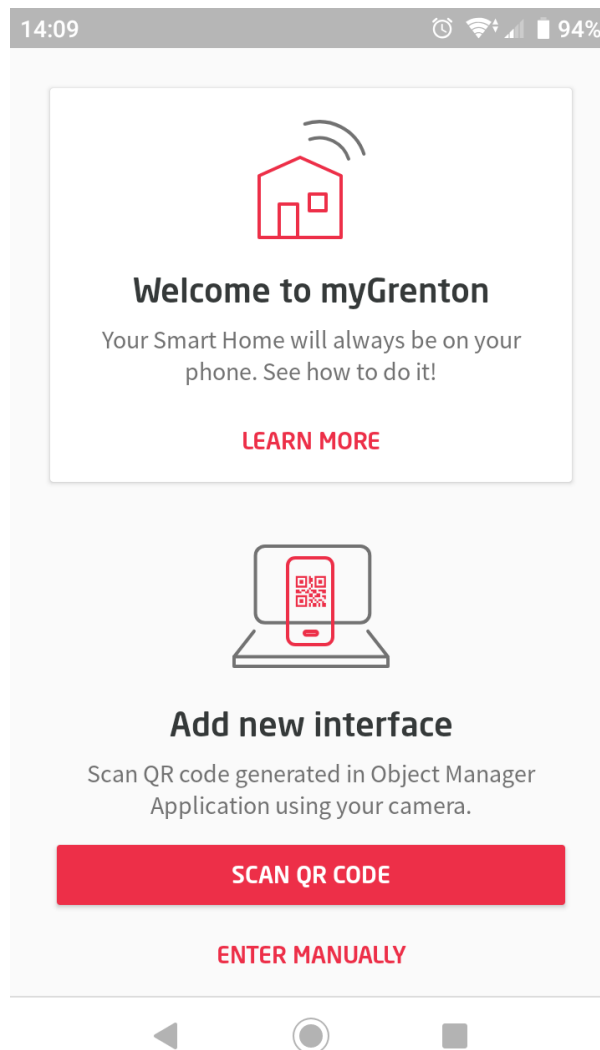 14:09
94%
Welcome to myGrenton
Your Smart Home will always be on your
phone. See how to do it!
LEARN MORE
Add new interface
Scan QR code generated in Object Manager
Application using your camera.
SCAN QR CODE
ENTER MANUALLY